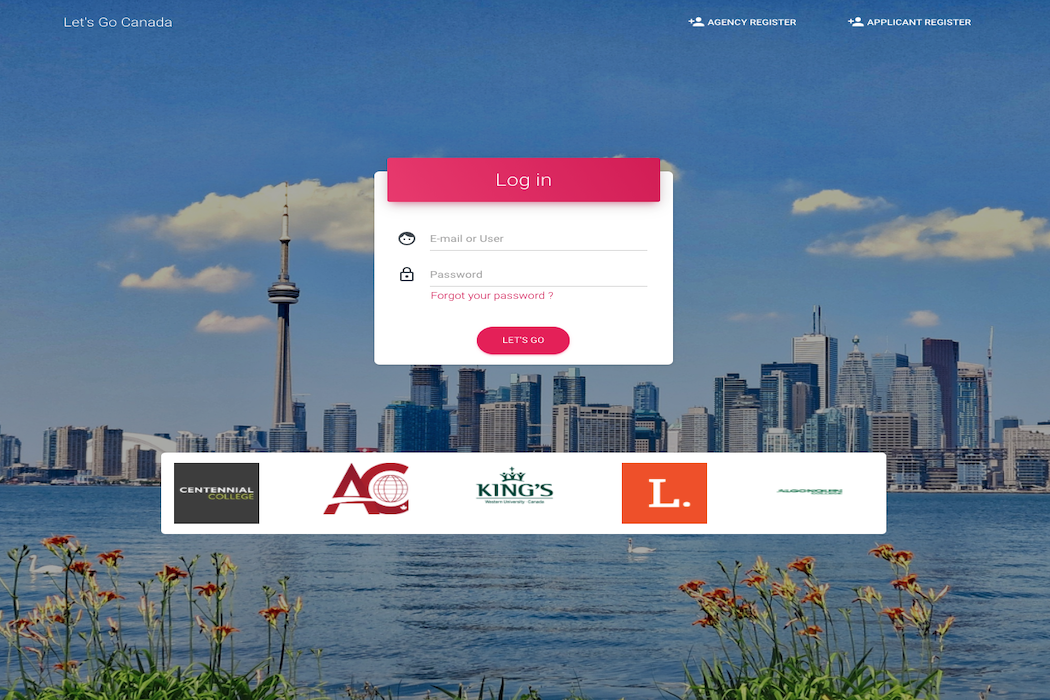 Let's Go Canada
AGENCY REGISTER
APPLICANT REGISTER
Log in
E-mail or User
Password
Forgot your password ?
LET'S GO
CENTENNIAL
COLLEGE
AC
KING'S
Western University · Canada
L.
ALGONQUIN